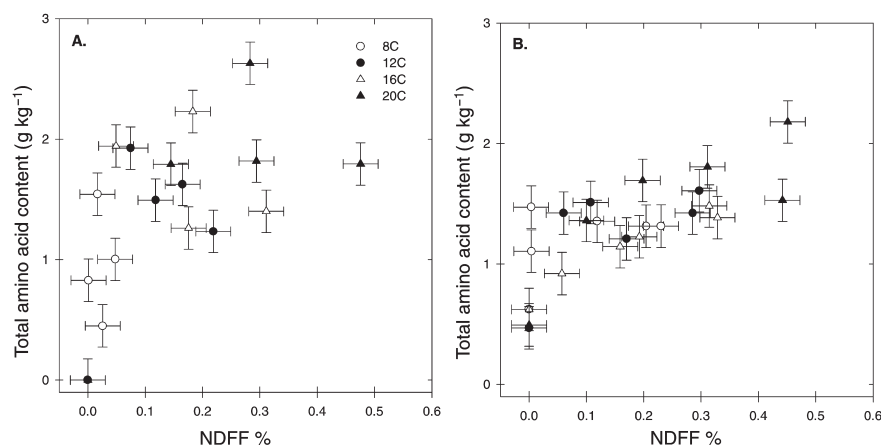 A.
8C
12C
16C
20C
Total amino acid content (g kg⁻¹)
3
2
1
0
0.0 0.1 0.2 0.3 0.4 0.5 0.6
NDFF %
B.
Total amino acid content (g kg⁻¹)
3
2
1
0
0.0 0.1 0.2 0.3 0.4 0.5 0.6
NDFF %